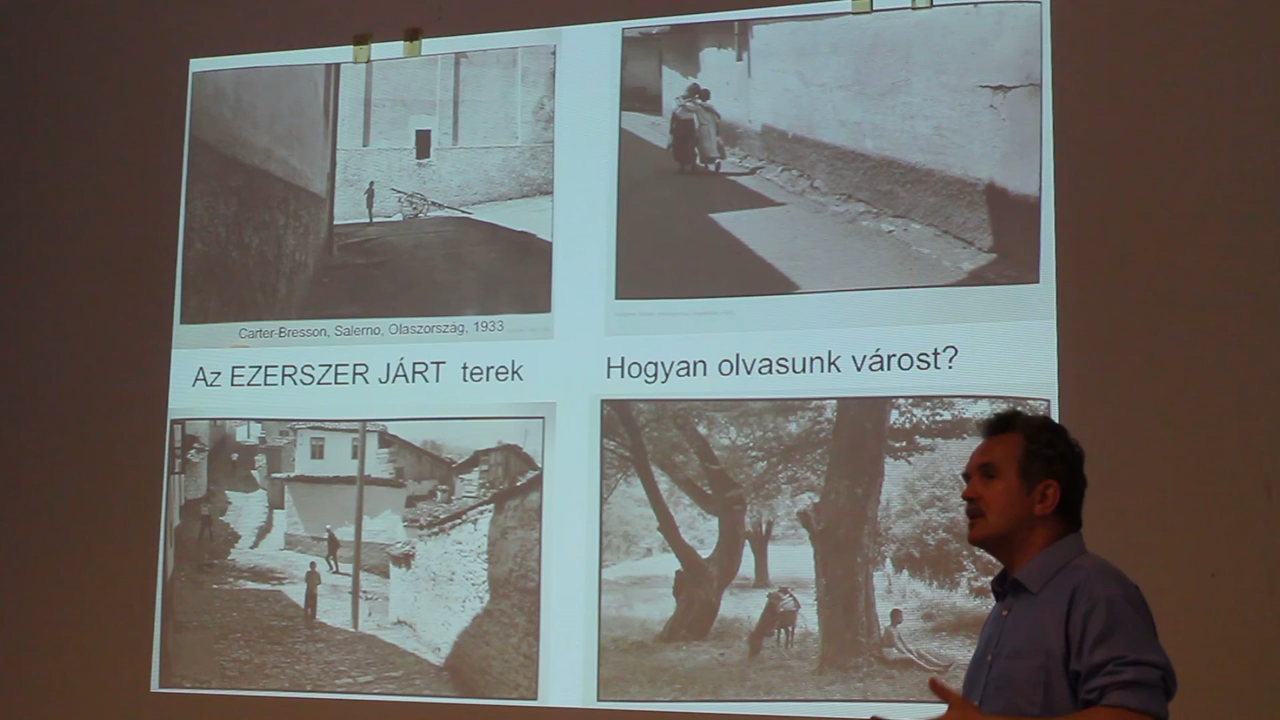 Carter-Bresson, Salerno, Olaszország, 1933
Az EZERSZER JÁRT terek
Hogyan olvasunk várost?